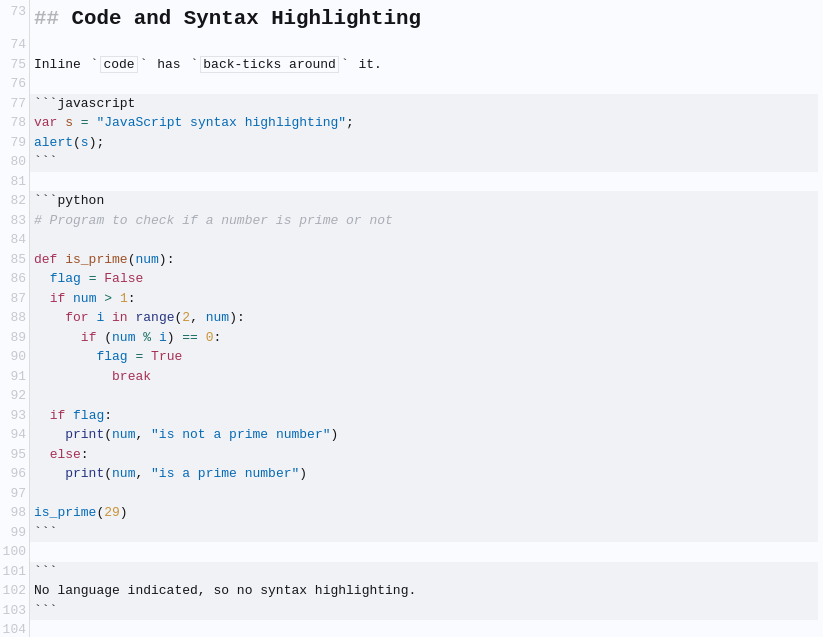 73 ## Code and Syntax Highlighting
74
75 Inline `code` has `back-ticks around` it.
76
77 ```javascript
78 var s = "JavaScript syntax highlighting";
79 alert(s);
80 ```
81
82 ```python
83 # Program to check if a number is prime or not
84
85 def is_prime(num):
86   flag = False
87   if num > 1:
88     for i in range(2, num):
89       if (num % i) == 0:
90         flag = True
91           break
92
93   if flag:
94     print(num, "is not a prime number")
95   else:
96     print(num, "is a prime number")
97
98 is_prime(29)
99 ```
100
101 ```
102 No language indicated, so no syntax highlighting.
103 ```
104